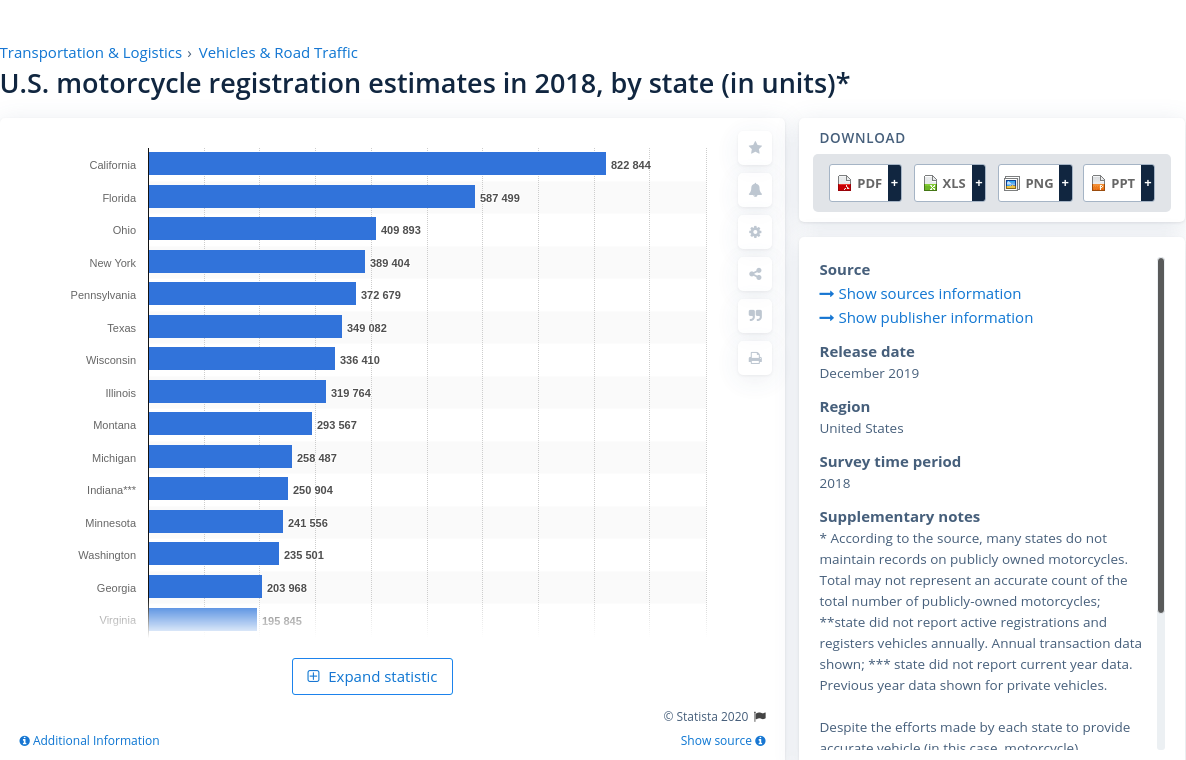 Transportation & Logistics › Vehicles & Road Traffic
U.S. motorcycle registration estimates in 2018, by state (in units)*
California 822 844
Florida 587 499
Ohio 409 893
New York 389 404
Pennsylvania 372 679
Texas 349 082
Wisconsin 336 410
Illinois 319 764
Montana 293 567
Michigan 258 487
Indiana*** 250 904
Minnesota 241 556
Washington 235 501
Georgia 203 968
Virginia 195 845
Expand statistic
© Statista 2020
Additional Information
Show source
DOWNLOAD
PDF + XLS + PNG + PPT +
Source
Show sources information
Show publisher information
Release date
December 2019
Region
United States
Survey time period
2018
Supplementary notes
* According to the source, many states do not
maintain records on publicly owned motorcycles.
Total may not represent an accurate count of the
total number of publicly-owned motorcycles;
**state did not report active registrations and
registers vehicles annually. Annual transaction data
shown; *** state did not report current year data.
Previous year data shown for private vehicles.
Despite the efforts made by each state to provide
accurate vehicle (in this case, motorcycle)